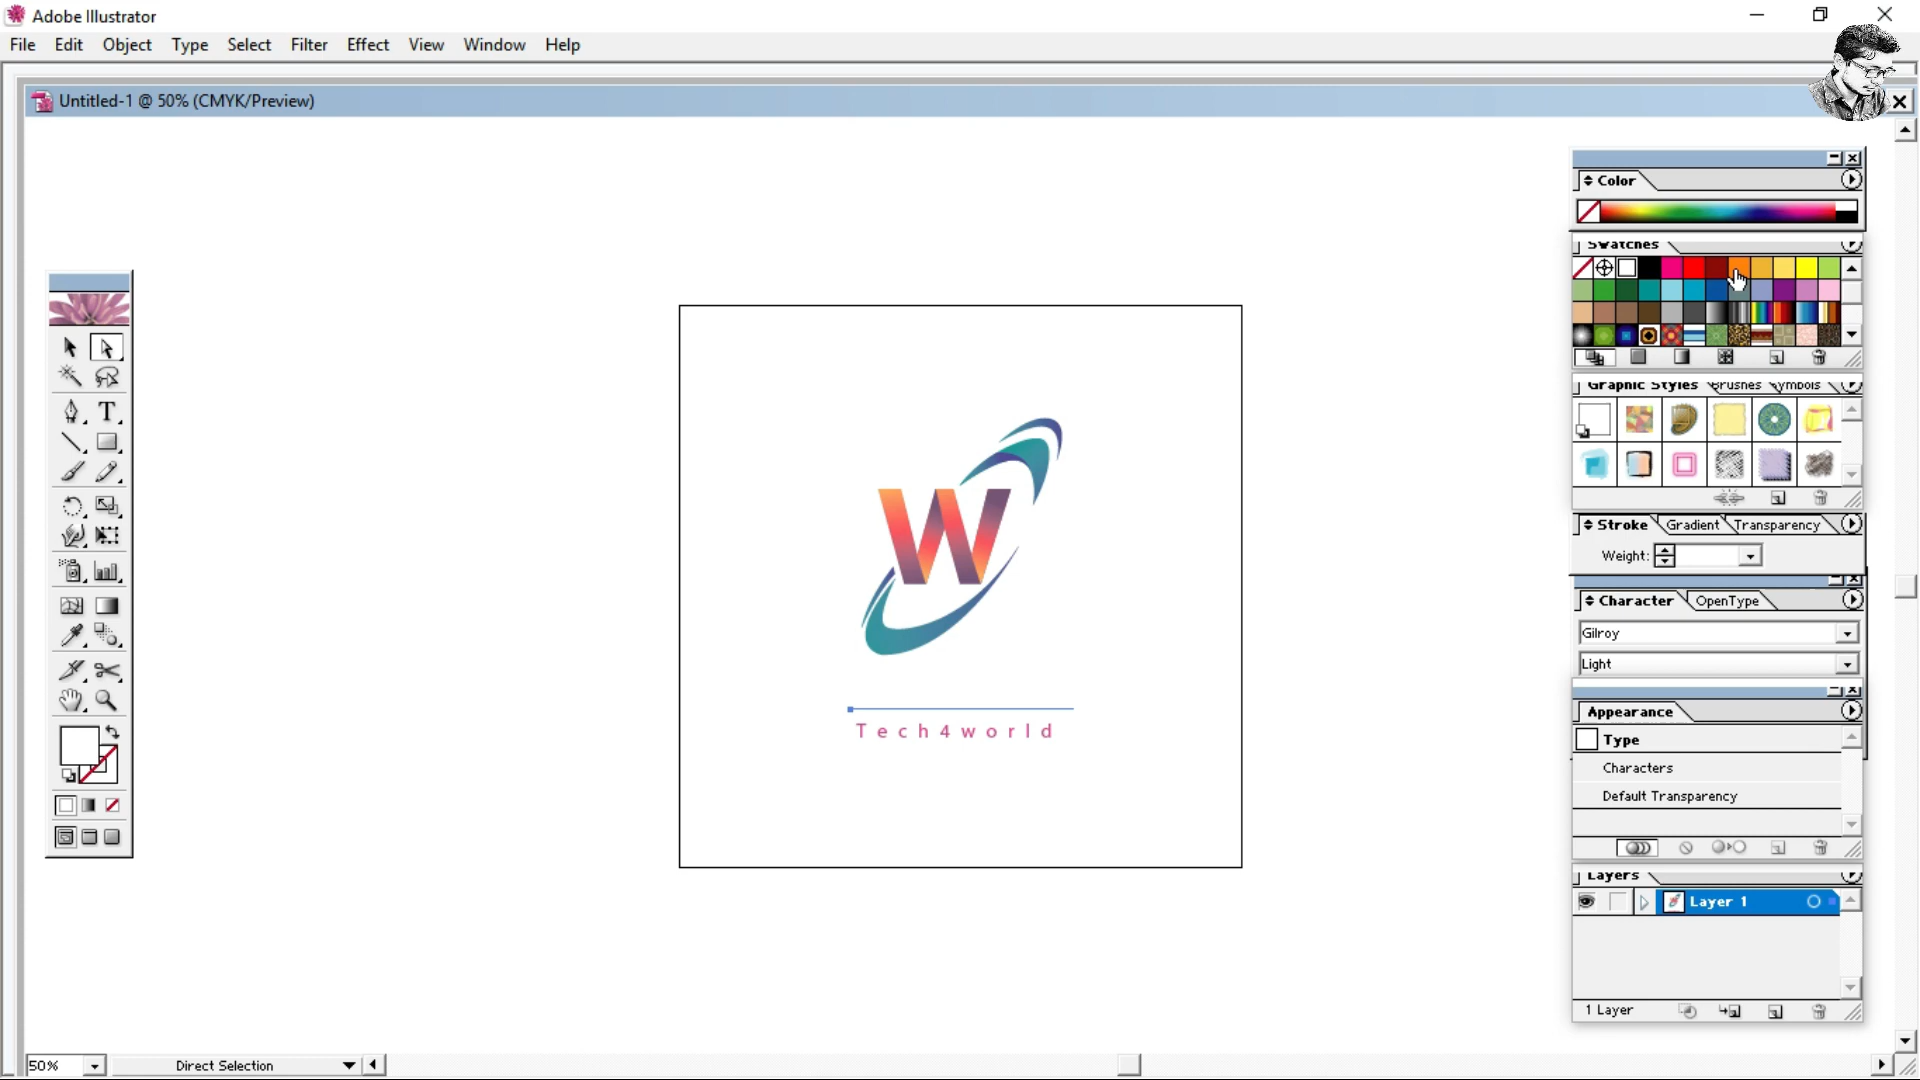 Adobe Illustrator
File Edit Object Type Select Filter Effect View Window Help
Untitled-1 @ 50% (CMYK/Preview)
Color
Swatches
Graphic Styles Brushes Symbols
Stroke Gradient Transparency
Weight:
Character OpenType
Gilroy
Light
Appearance
Type
Characters
Default Transparency
Layers
Layer 1
1 Layer
T
W
Tech4world
50% Direct Selection